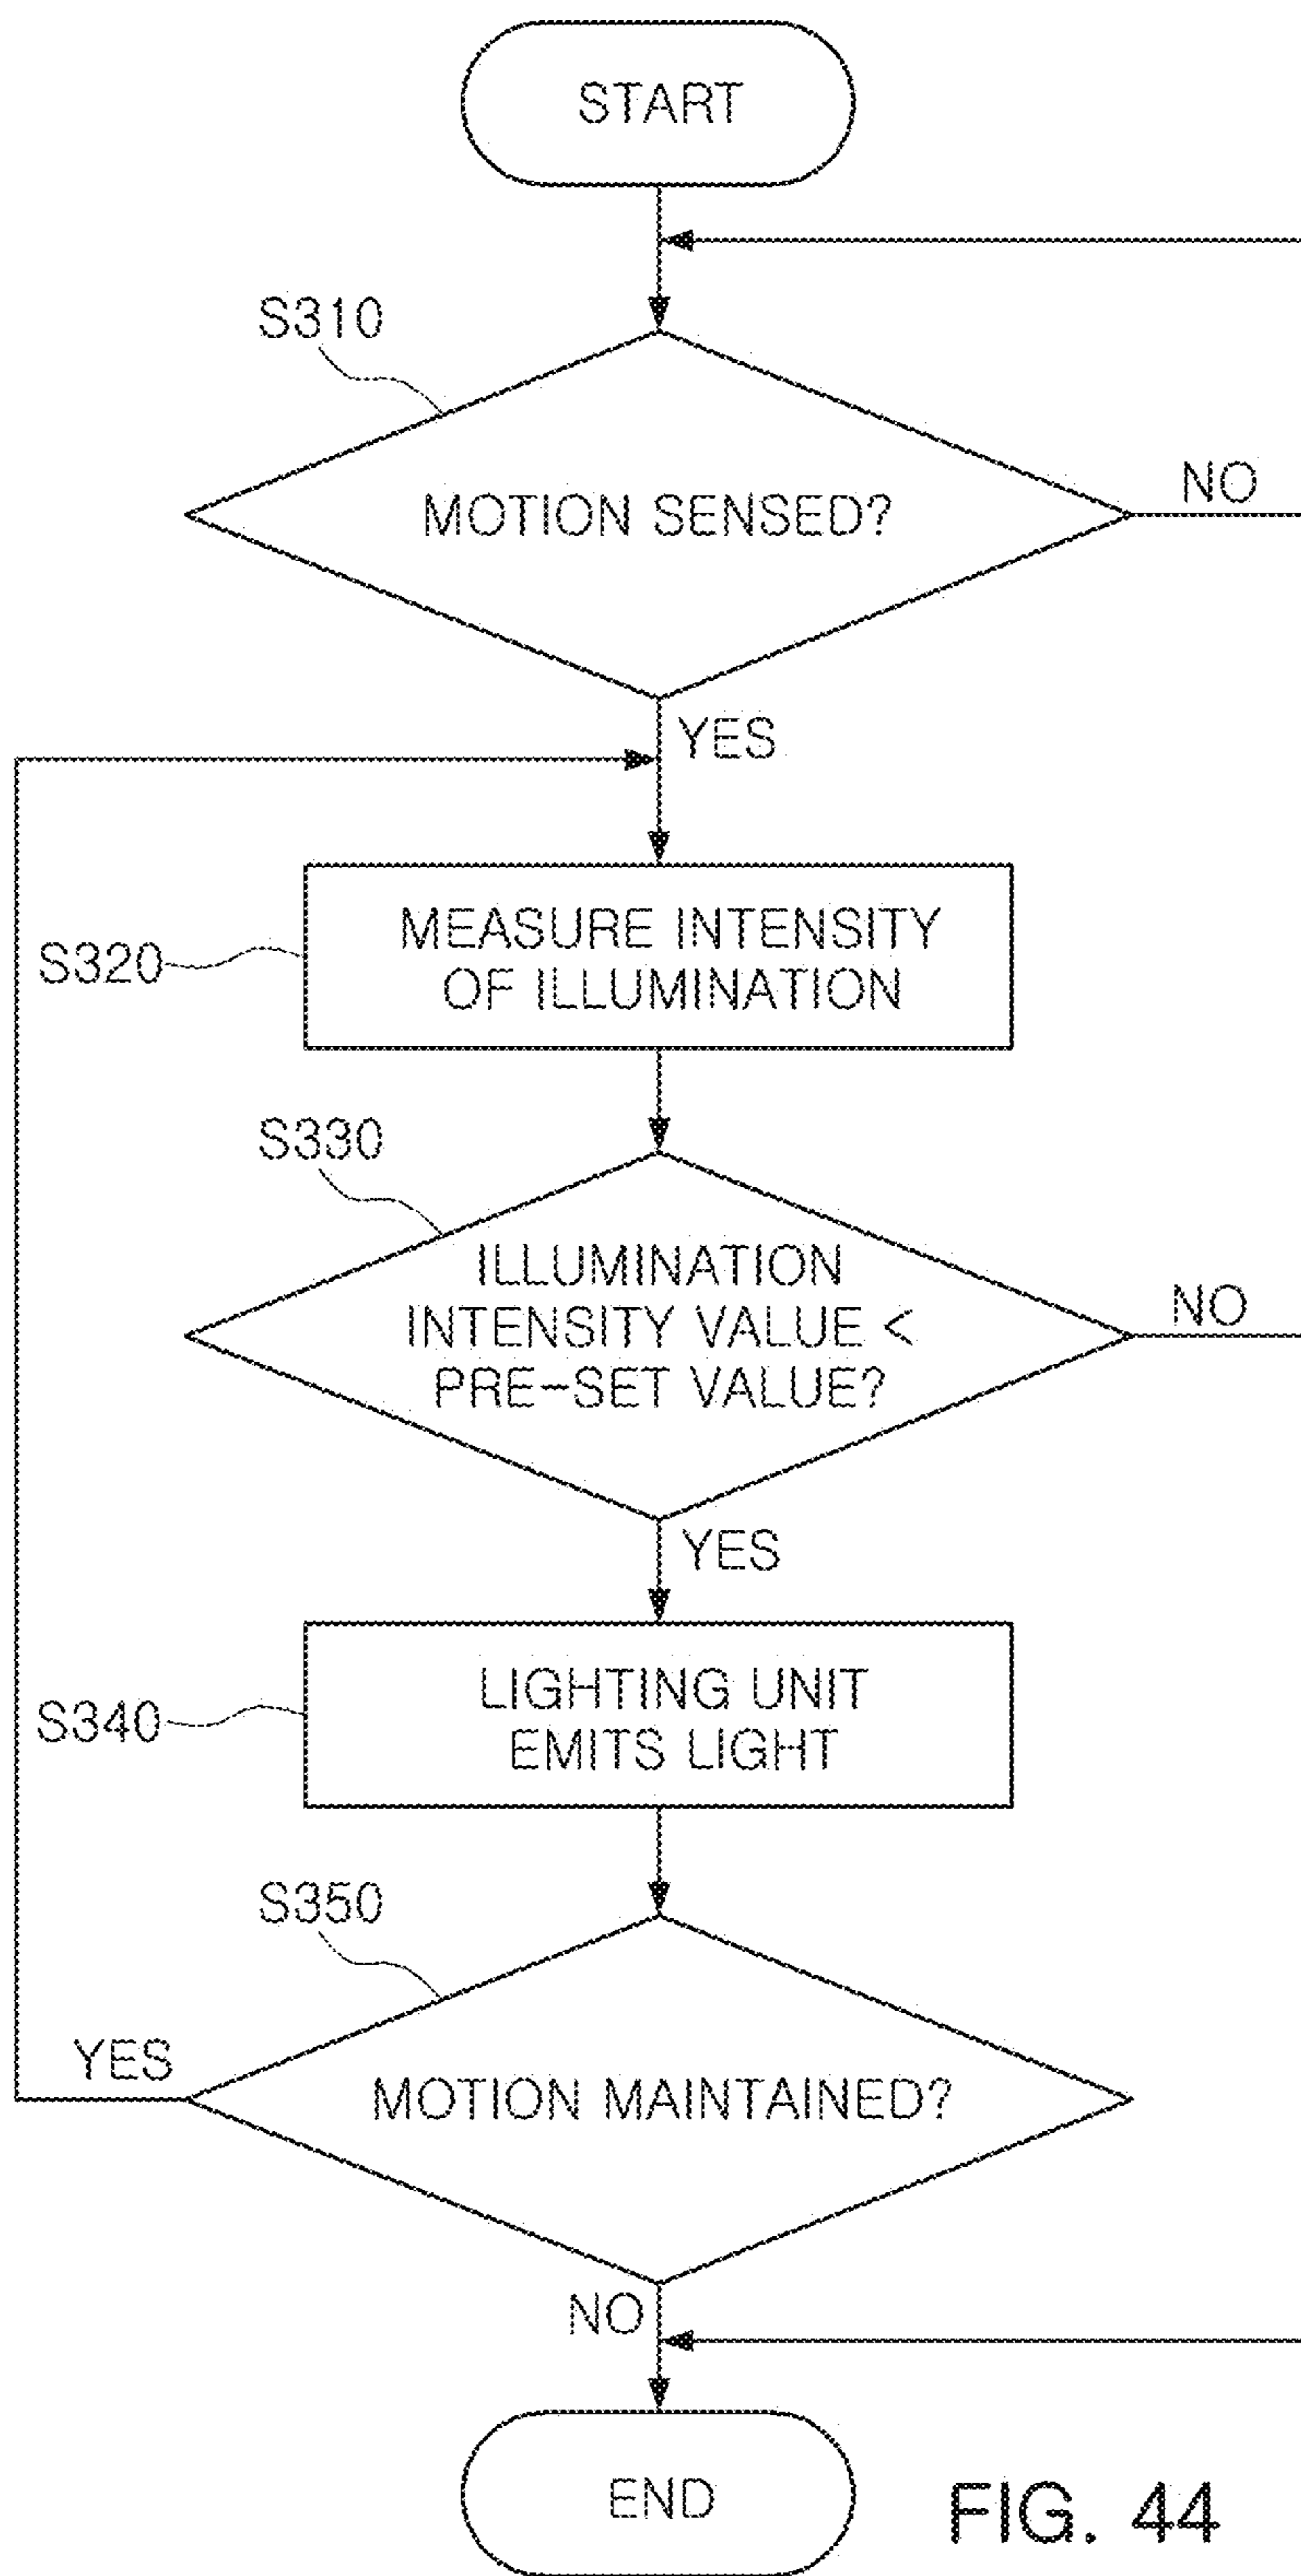 START
S310
MOTION SENSED?
NO
YES
MEASURE INTENSITY
OF ILLUMINATION
S320
S330
ILLUMINATION
INTENSITY VALUE <
PRE-SET VALUE?
NO
YES
LIGHTING UNIT
EMITS LIGHT
S340
S350
YES
MOTION MAINTAINED?
NO
END
FIG. 44